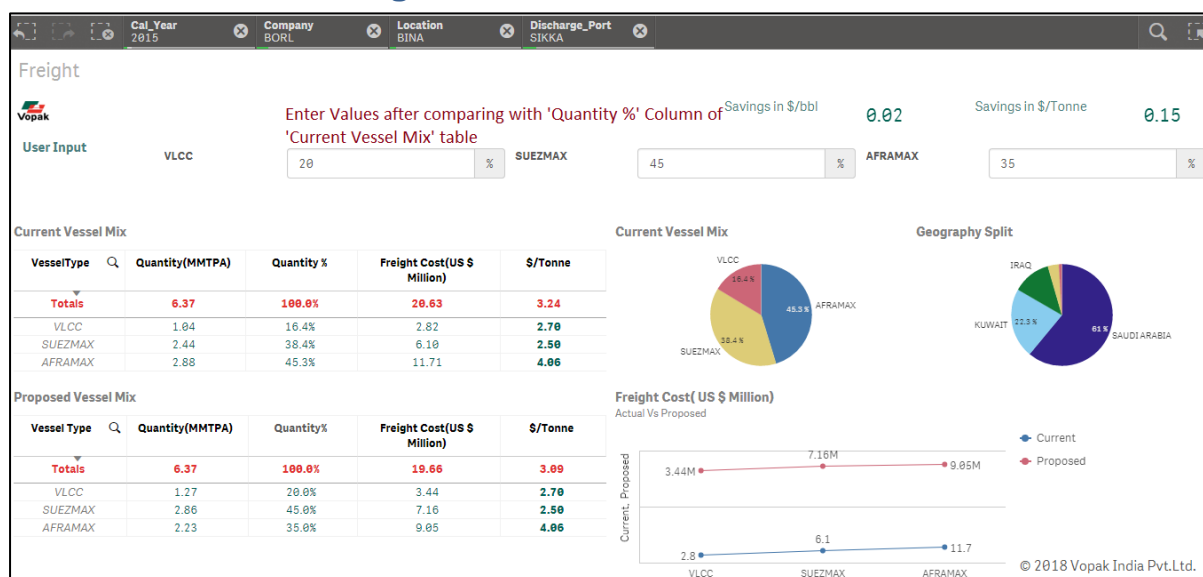 Cal_Year
2015
Company
BORL
Location
BINA
Discharge_Port
SIKKA
Freight
Vopak
User Input
Enter Values after comparing with 'Quantity %' Column of
'Current Vessel Mix' table
Savings in $/bbl
0.02
Savings in $/Tonne
0.15
VLCC
20
%
SUEZMAX
45
%
AFRAMAX
35
%
Current Vessel Mix
VesselType Quantity(MMTPA) Quantity % Freight Cost(US $ $/Tonne
Million)
Totals 6.37 100.0% 20.63 3.24
VLCC 1.04 16.4% 2.82 2.70
SUEZMAX 2.44 38.4% 6.10 2.50
AFRAMAX 2.88 45.3% 11.71 4.06
Current Vessel Mix
VLCC
16.4%
45.3%
AFRAMAX
38.4%
SUEZMAX
Geography Split
IRAQ
KUWAIT
22.3%
61%
SAUDI ARABIA
Proposed Vessel Mix
Vessel Type Quantity(MMTPA) Quantity% Freight Cost(US $ $/Tonne
Million)
Totals 6.37 100.0% 19.66 3.09
VLCC 1.27 20.0% 3.44 2.70
SUEZMAX 2.86 45.0% 7.16 2.50
AFRAMAX 2.23 35.0% 9.05 4.06
Freight Cost( US $ Million)
Actual Vs Proposed
Current, Proposed
3.44M
7.16M
9.05M
2.8
6.1
11.7
VLCC
SUEZMAX
AFRAMAX
Current
Proposed
© 2018 Vopak India Pvt.Ltd.